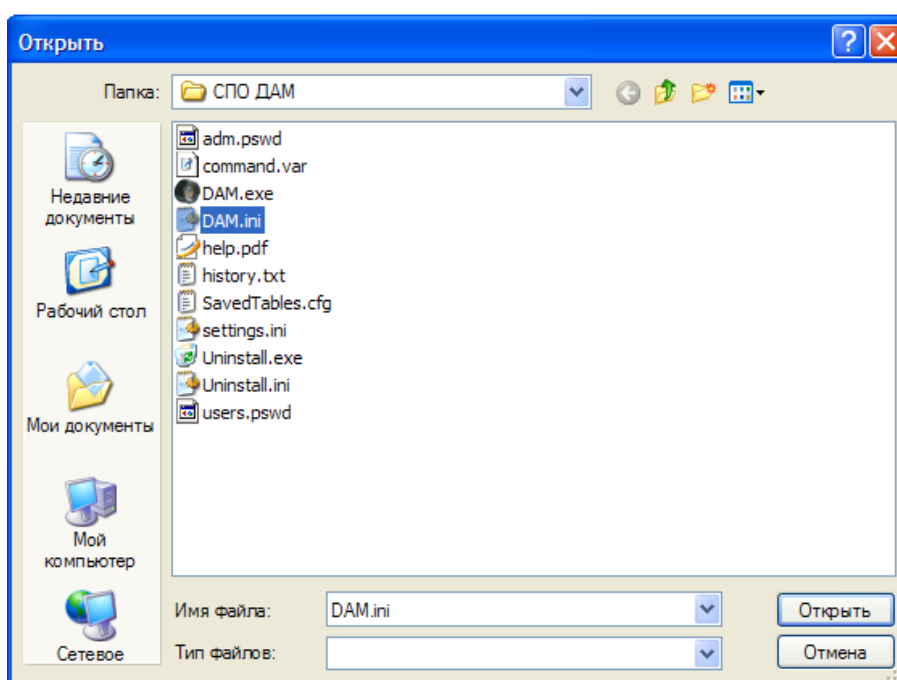 Открыть
Папка:
СПО ДАМ
adm.pswd
command.var
DAM.exe
DAM.ini
help.pdf
history.txt
SavedTables.cfg
settings.ini
Uninstall.exe
Uninstall.ini
users.pswd
Недавние
документы
Рабочий стол
Мои документы
Мой
компьютер
Сетевое
Имя файла:
DAM.ini
Открыть
Тип файлов:
Отмена